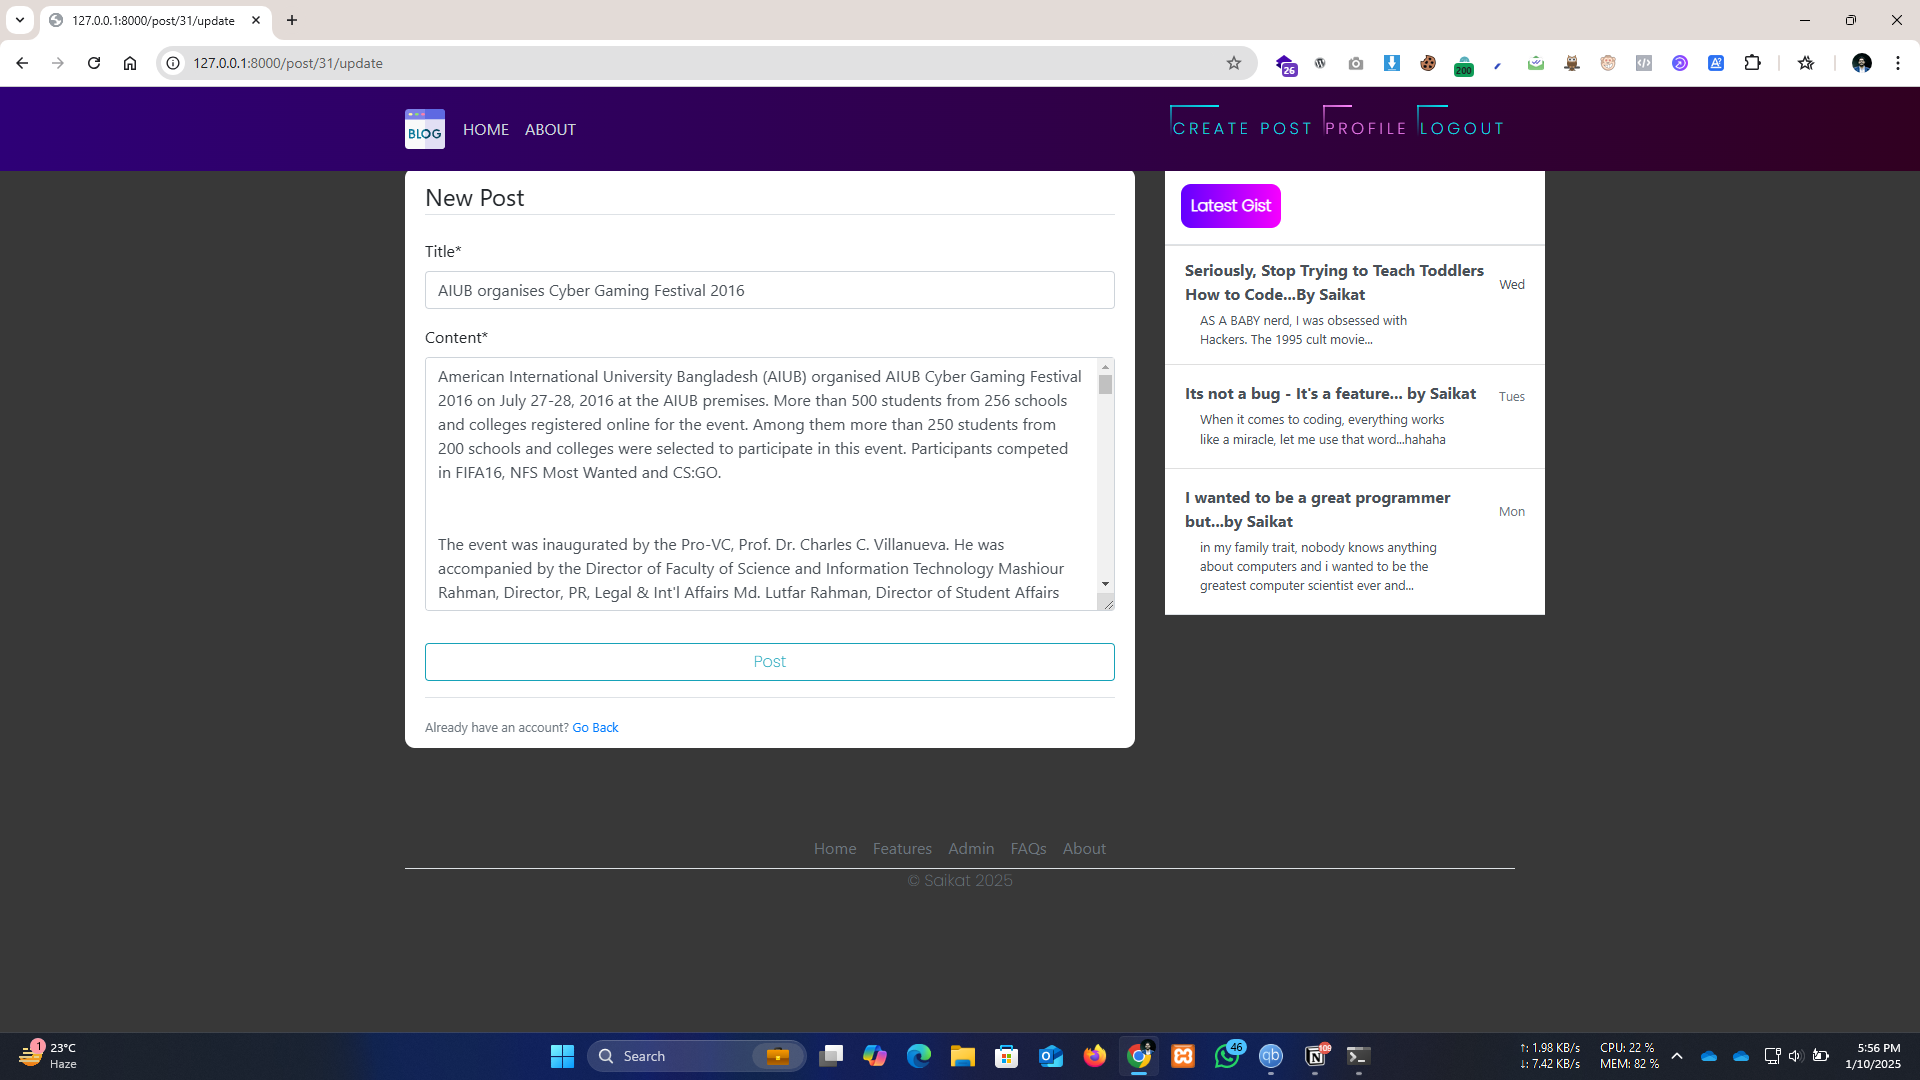 127.0.0.1:8000/post/31/update
127.0.0.1:8000/post/31/update
26
200
BLOG
HOME
ABOUT
CREATE POST
PROFILE
LOGOUT
New Post
Title*
AIUB organises Cyber Gaming Festival 2016
Content*
American International University Bangladesh (AIUB) organised AIUB Cyber Gaming Festival
2016 on July 27-28, 2016 at the AIUB premises. More than 500 students from 256 schools
and colleges registered online for the event. Among them more than 250 students from
200 schools and colleges were selected to participate in this event. Participants competed
in FIFA16, NFS Most Wanted and CS:GO.
The event was inaugurated by the Pro-VC, Prof. Dr. Charles C. Villanueva. He was
accompanied by the Director of Faculty of Science and Information Technology Mashiour
Rahman, Director, PR, Legal & Int'l Affairs Md. Lutfar Rahman, Director of Student Affairs
Post
Already have an account? Go Back
Latest Gist
Seriously, Stop Trying to Teach Toddlers
How to Code...By Saikat
Wed
AS A BABY nerd, I was obsessed with
Hackers. The 1995 cult movie...
Its not a bug - It's a feature... by Saikat
Tues
When it comes to coding, everything works
like a miracle, let me use that word...hahaha
I wanted to be a great programmer
but...by Saikat
Mon
in my family trait, nobody knows anything
about computers and i wanted to be the
greatest computer scientist ever and...
Home
Features
Admin
FAQs
About
© Saikat 2025
1
23°C
Haze
Search
46
qb
109
↑: 1.98 KB/s
↓: 7.42 KB/s
CPU: 22 %
MEM: 82 %
5:56 PM
1/10/2025